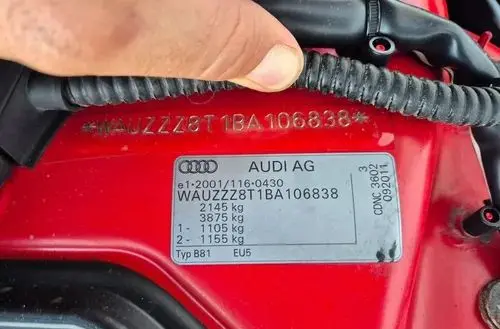 *WAUZZZ8T1BA106838*
AUDI AG
e1*2001/116*0430
WAUZZZ8T1BA106838
2145 kg
3875 kg
1- 1105 kg
2- 1155 kg
Typ B81 EU5
3
CDNC 3602
092011